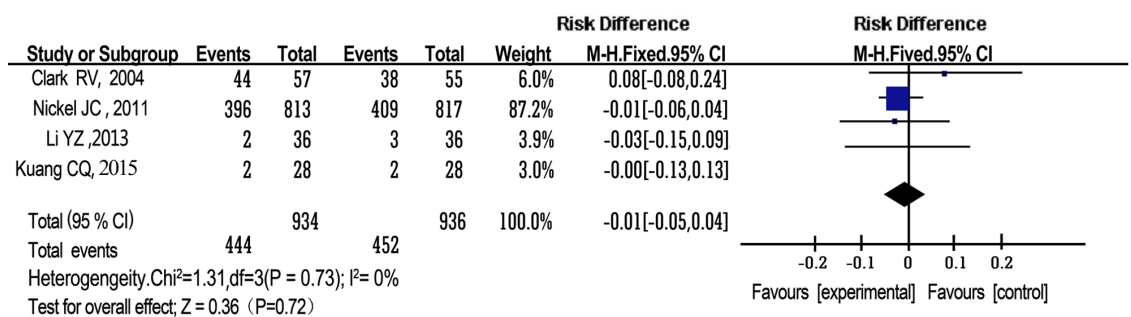 Risk Difference Risk Difference
Study or Subgroup Events Total Events Total Weight M-H.Fixed.95% CI M-H.Fived.95% CI
Clark RV, 2004 44 57 38 55 6.0% 0.08[-0.08,0.24]
Nickel JC , 2011 396 813 409 817 87.2% -0.01[-0.06,0.04]
Li YZ ,2013 2 36 3 36 3.9% -0.03[-0.15,0.09]
Kuang CQ, 2015 2 28 2 28 3.0% -0.00[-0.13,0.13]
Total (95 % CI) 934 936 100.0% -0.01[-0.05,0.04]
Total events 444 452
Heterogengeity.Chi²=1.31,df=3(P = 0.73); I²= 0%
Test for overall effect; Z = 0.36 (P=0.72)
-0.2 -0.1 0 0.1 0.2
Favours [experimental] Favours [control]